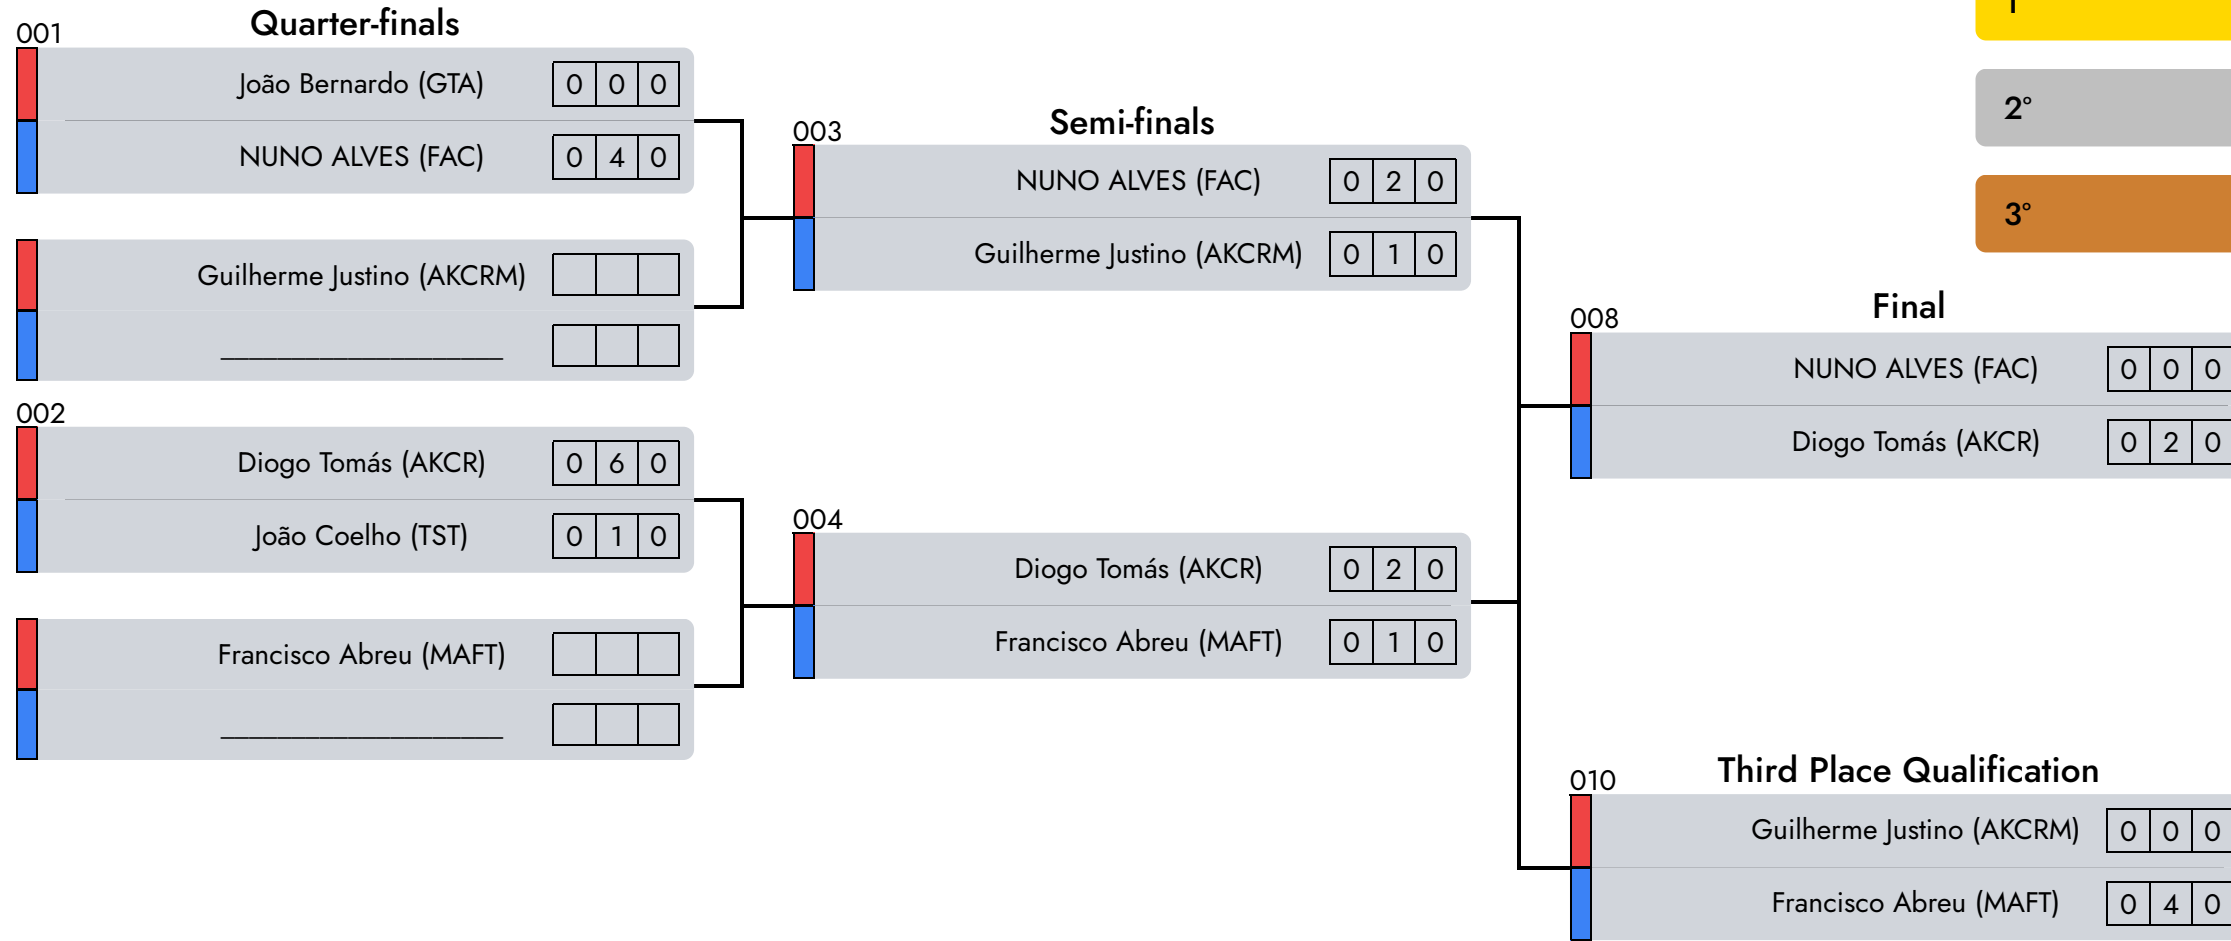 Quarter-finals
001
João Bernardo (GTA) 0 0 0
NUNO ALVES (FAC) 0 4 0
Guilherme Justino (AKCRM)
____________________
002
Diogo Tomás (AKCR) 0 6 0
João Coelho (TST) 0 1 0
Francisco Abreu (MAFT)
____________________
Semi-finals
003
NUNO ALVES (FAC) 0 2 0
Guilherme Justino (AKCRM) 0 1 0
004
Diogo Tomás (AKCR) 0 2 0
Francisco Abreu (MAFT) 0 1 0
2°
3°
Final
008
NUNO ALVES (FAC) 0 0 0
Diogo Tomás (AKCR) 0 2 0
Third Place Qualification
010
Guilherme Justino (AKCRM) 0 0 0
Francisco Abreu (MAFT) 0 4 0